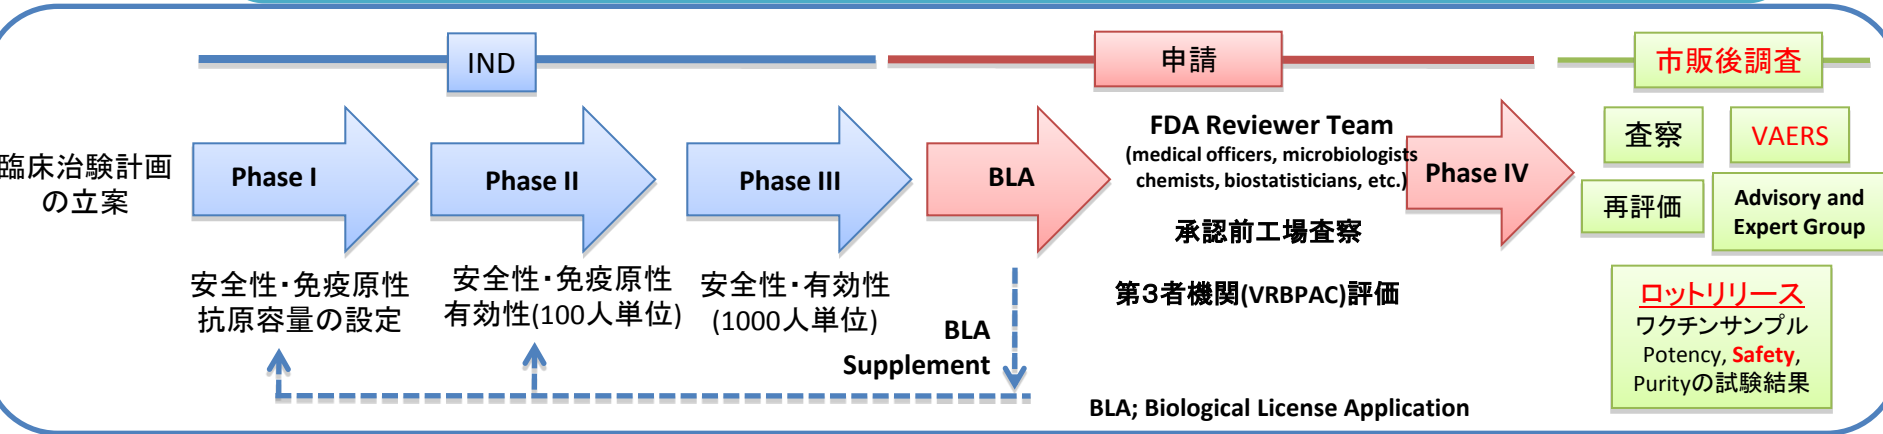 IND
申請
市販後調査
臨床治験計画
の立案
Phase I
Phase II
Phase III
BLA
FDA Reviewer Team
(medical officers, microbiologists
chemists, biostatisticians, etc.)
承認前工場査察
第3者機関(VRBPAC)評価
Phase IV
査察
VAERS
再評価
Advisory and
Expert Group
安全性・免疫原性
抗原容量の設定
安全性・免疫原性
有効性(100人単位)
安全性・有効性
(1000人単位)
BLA
Supplement
ロットリリース
ワクチンサンプル
Potency, Safety,
Purityの試験結果
BLA; Biological License Application